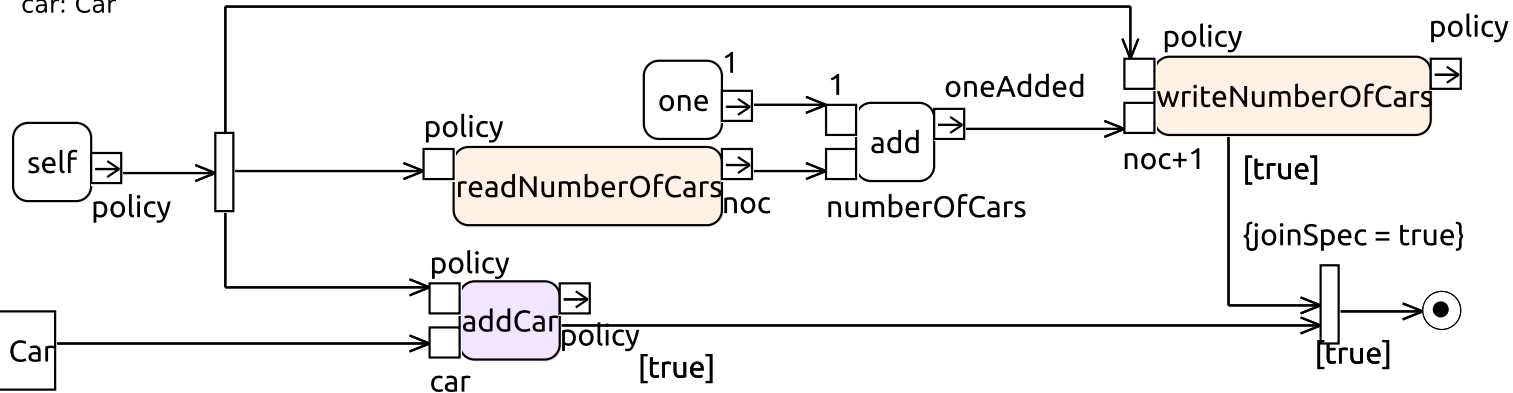 car: Car
policy
policy
1
1
oneAdded
one
writeNumberOfCars
policy
add
self
noc+1
[true]
readNumberOfCars
policy
noc
numberOfCars
{joinSpec = true}
policy
addCar
policy
Car
[true]
[true]
car